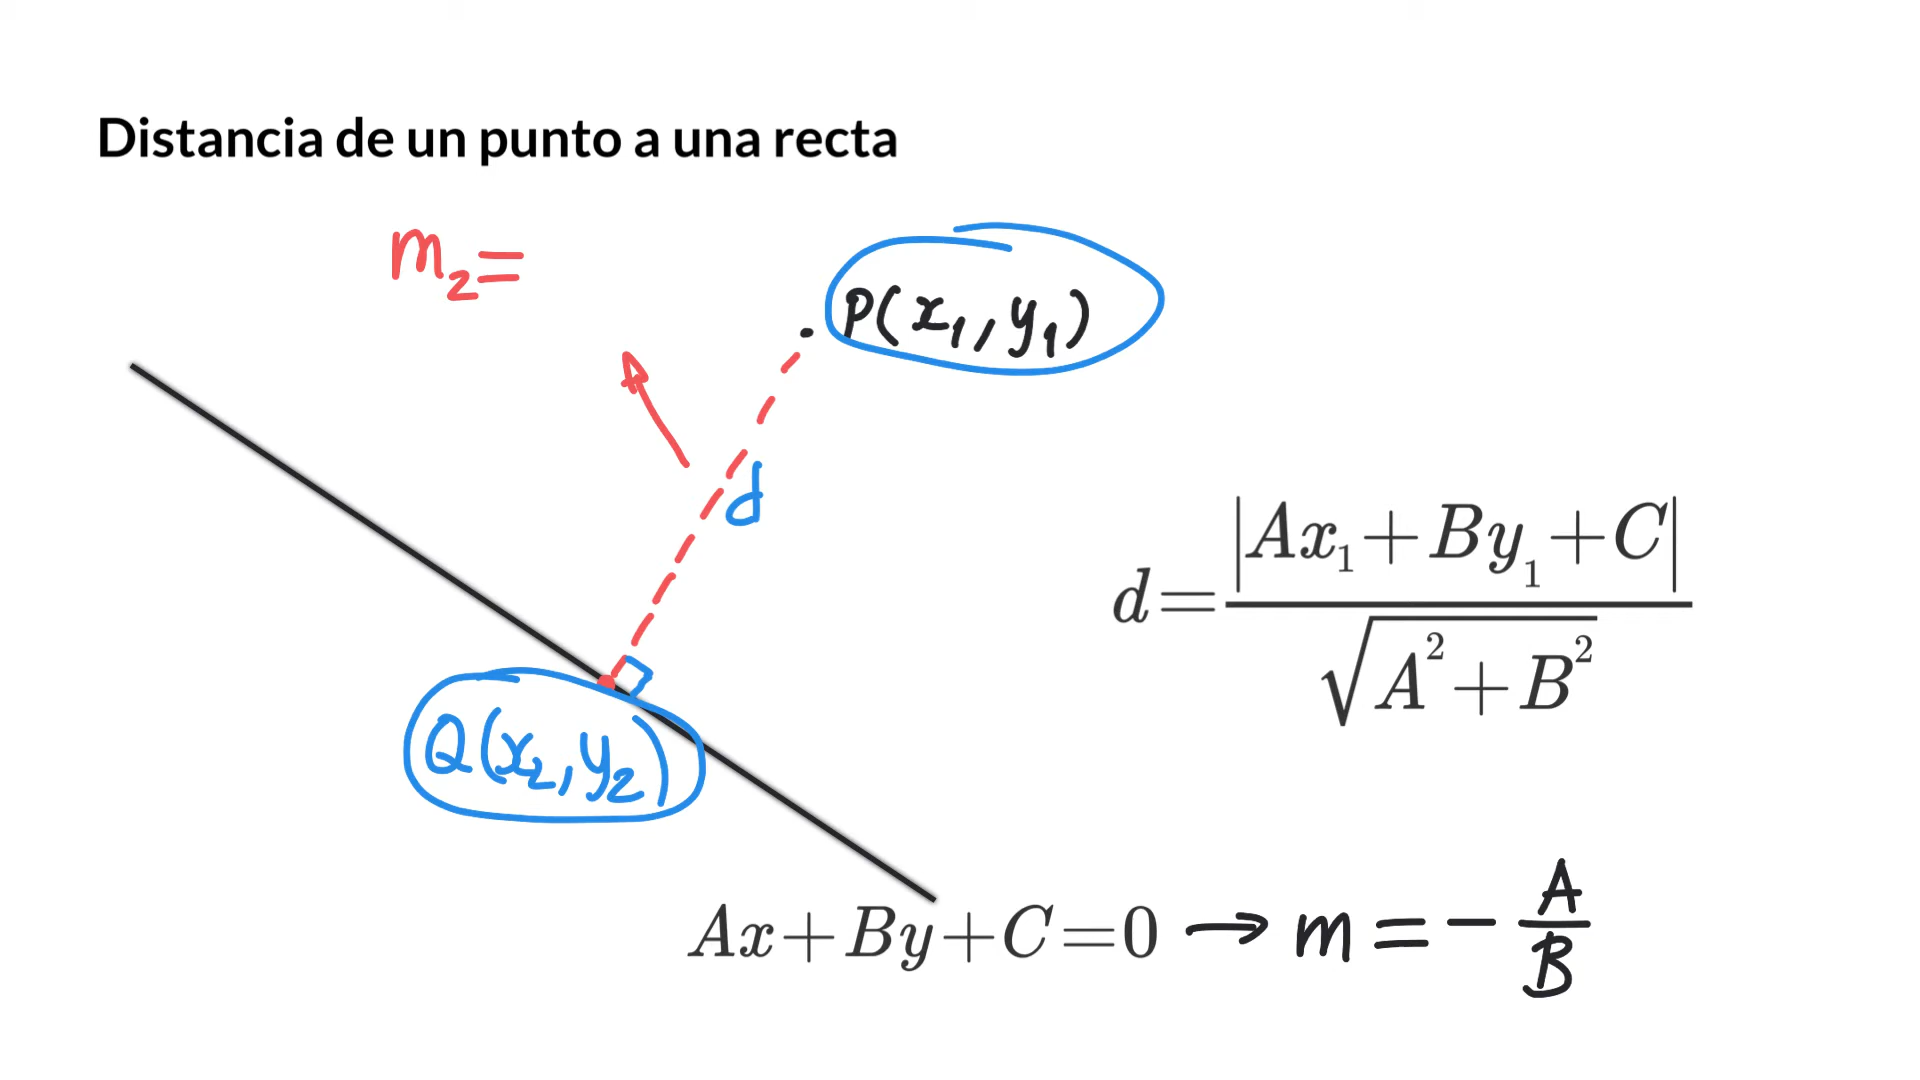 Distancia de un punto a una recta
m₂=
P(x₁,y₁)
d
d=|Ax₁+By₁+C|/√(A²+B²)
Q(x₂,y₂)
Ax+By+C=0 → m=-A/B